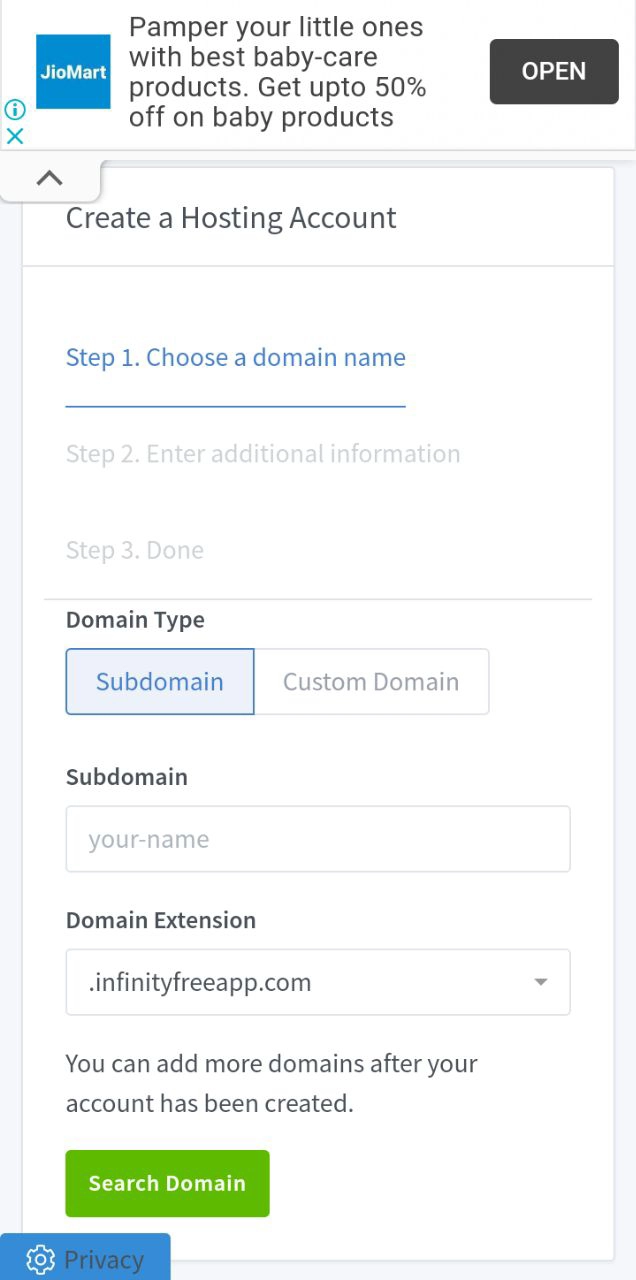 Pamper your little ones
with best baby-care
products. Get upto 50%
off on baby products
JioMart
OPEN
Create a Hosting Account
Step 1. Choose a domain name
Step 2. Enter additional information
Step 3. Done
Domain Type
Subdomain
Custom Domain
Subdomain
your-name
Domain Extension
.infinityfreeapp.com
You can add more domains after your
account has been created.
Search Domain
Privacy